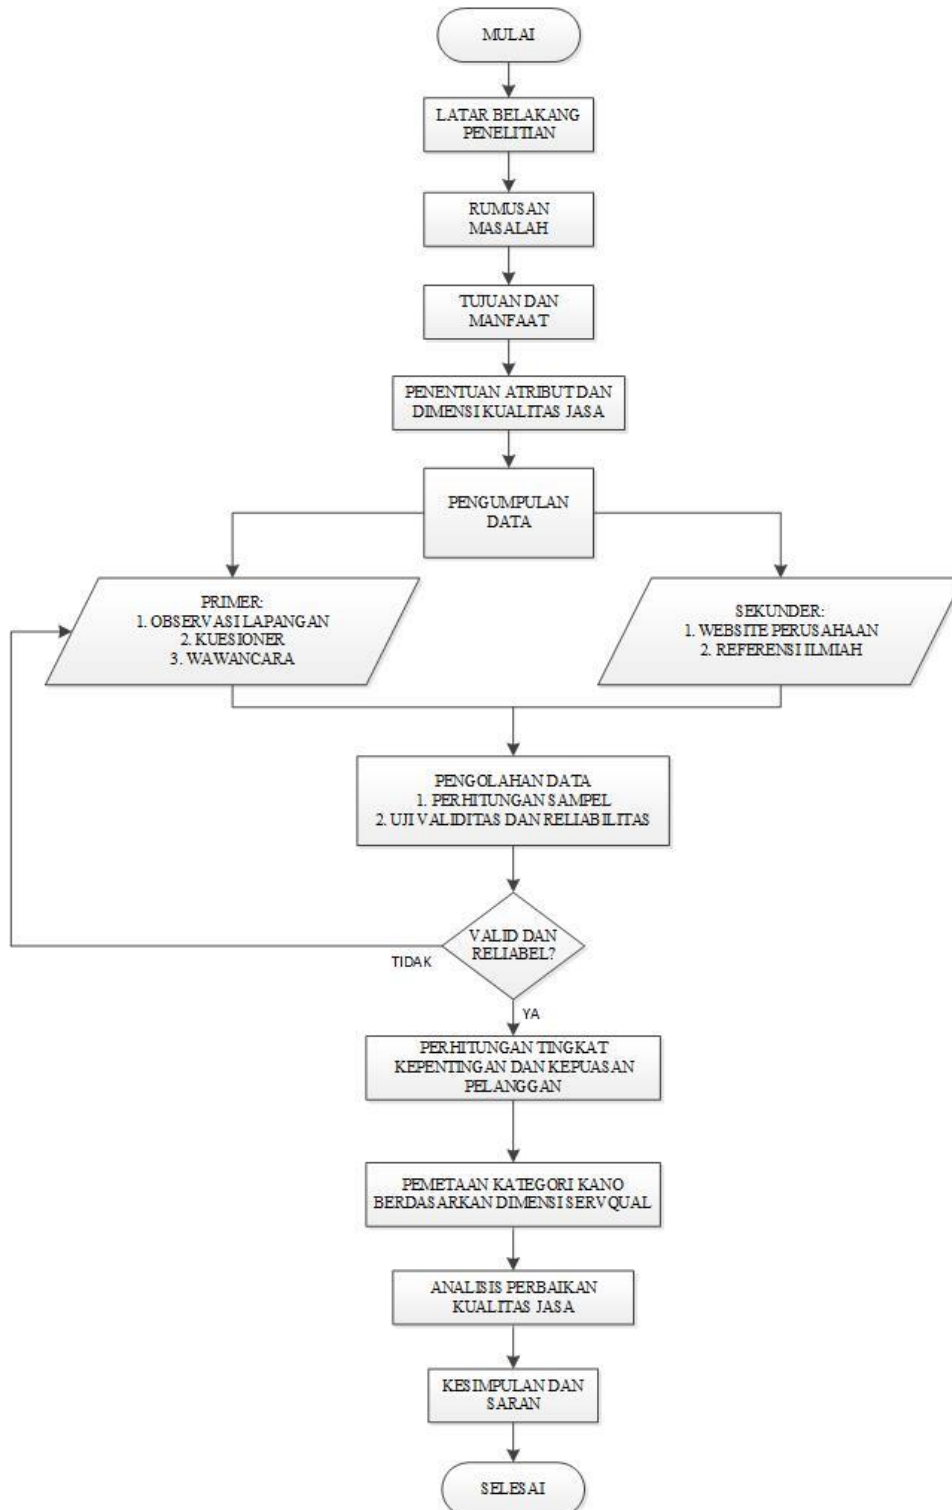 MULAI
LATAR BELAKANG
PENELITIAN
RUMUSAN
MASALAH
TUJUAN DAN
MANFAAT
PENENTUAN ATRIBUT DAN
DIMENSI KUALITAS JASA
PENGUMPULAN
DATA
PRIMER:
1. OBSERVASI LAPANGAN
2. KUESIONER
3. WAWANCARA
SEKUNDER:
1. WEBSITE PERUSAHAAN
2. REFERENSI ILMIAH
PENGOLAHAN DATA
1. PERHITUNGAN SAMPEL
2. UJI VALIDITAS DAN RELIABILITAS
VALID DAN
RELIABEL?
TIDAK
YA
PERHITUNGAN TINGKAT
KEPENTINGAN DAN KEPUASAN
PELANGGAN
PEMETAAN KATEGORI KANO
BERDASARKAN DIMENSI SERVQUAL
ANALISIS PERBAIKAN
KUALITAS JASA
KESIMPULAN DAN
SARAN
SELESAI